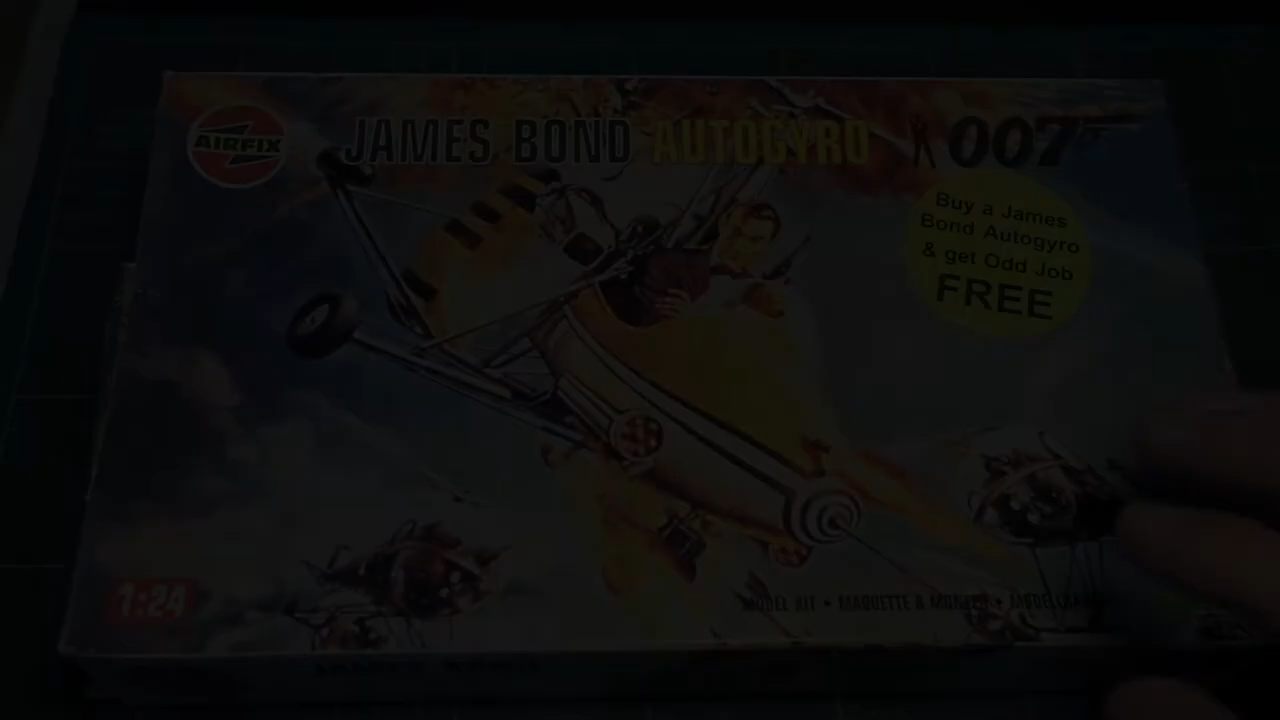 AIRFIX
JAMES BOND AUTOGYRO
007
Buy a James
Bond Autogyro
& get Odd Job
FREE
1:24
MODEL KIT • MAQUETTE À MONTER •